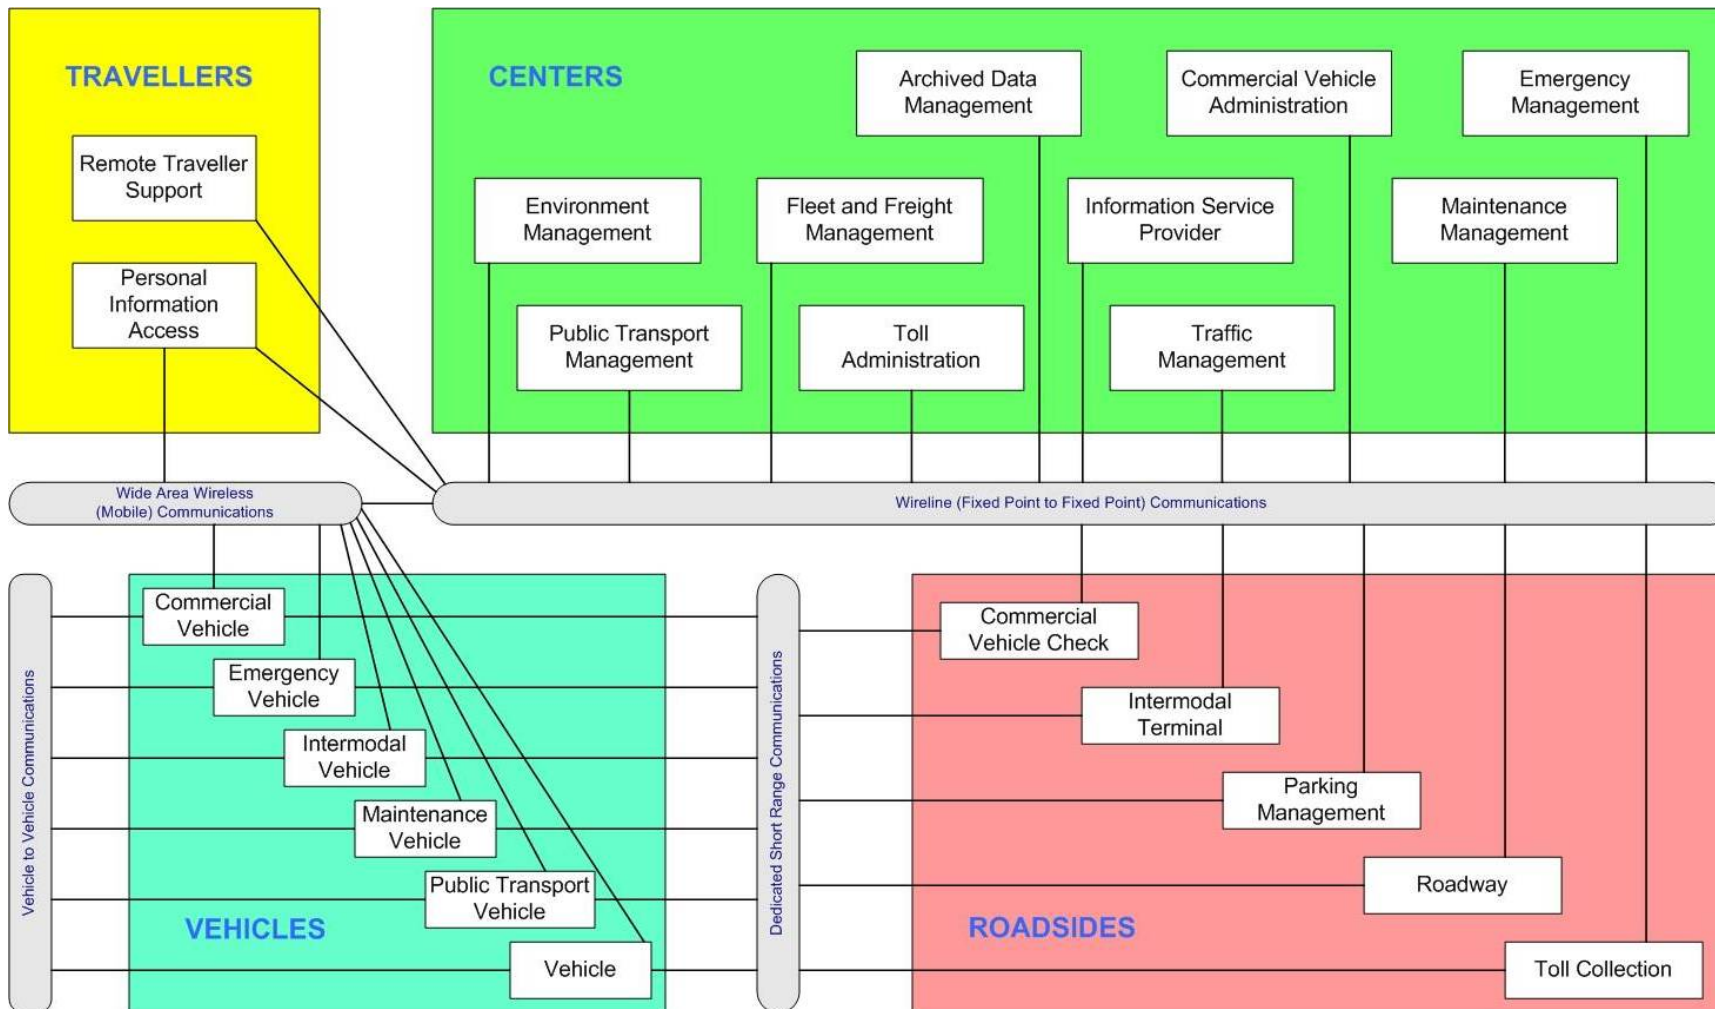 TRAVELLERS
Remote Traveller
Support
Personal
Information
Access
CENTERS
Archived Data
Management
Commercial Vehicle
Administration
Emergency
Management
Environment
Management
Fleet and Freight
Management
Information Service
Provider
Maintenance
Management
Public Transport
Management
Toll
Administration
Traffic
Management
Wide Area Wireless
(Mobile) Communications
Wireline (Fixed Point to Fixed Point) Communications
Vehicle to Vehicle Communications
Commercial
Vehicle
Emergency
Vehicle
Intermodal
Vehicle
Maintenance
Vehicle
Public Transport
Vehicle
VEHICLES
Vehicle
Dedicated Short Range Communications
Commercial
Vehicle Check
Intermodal
Terminal
Parking
Management
Roadway
ROADSIDES
Toll Collection